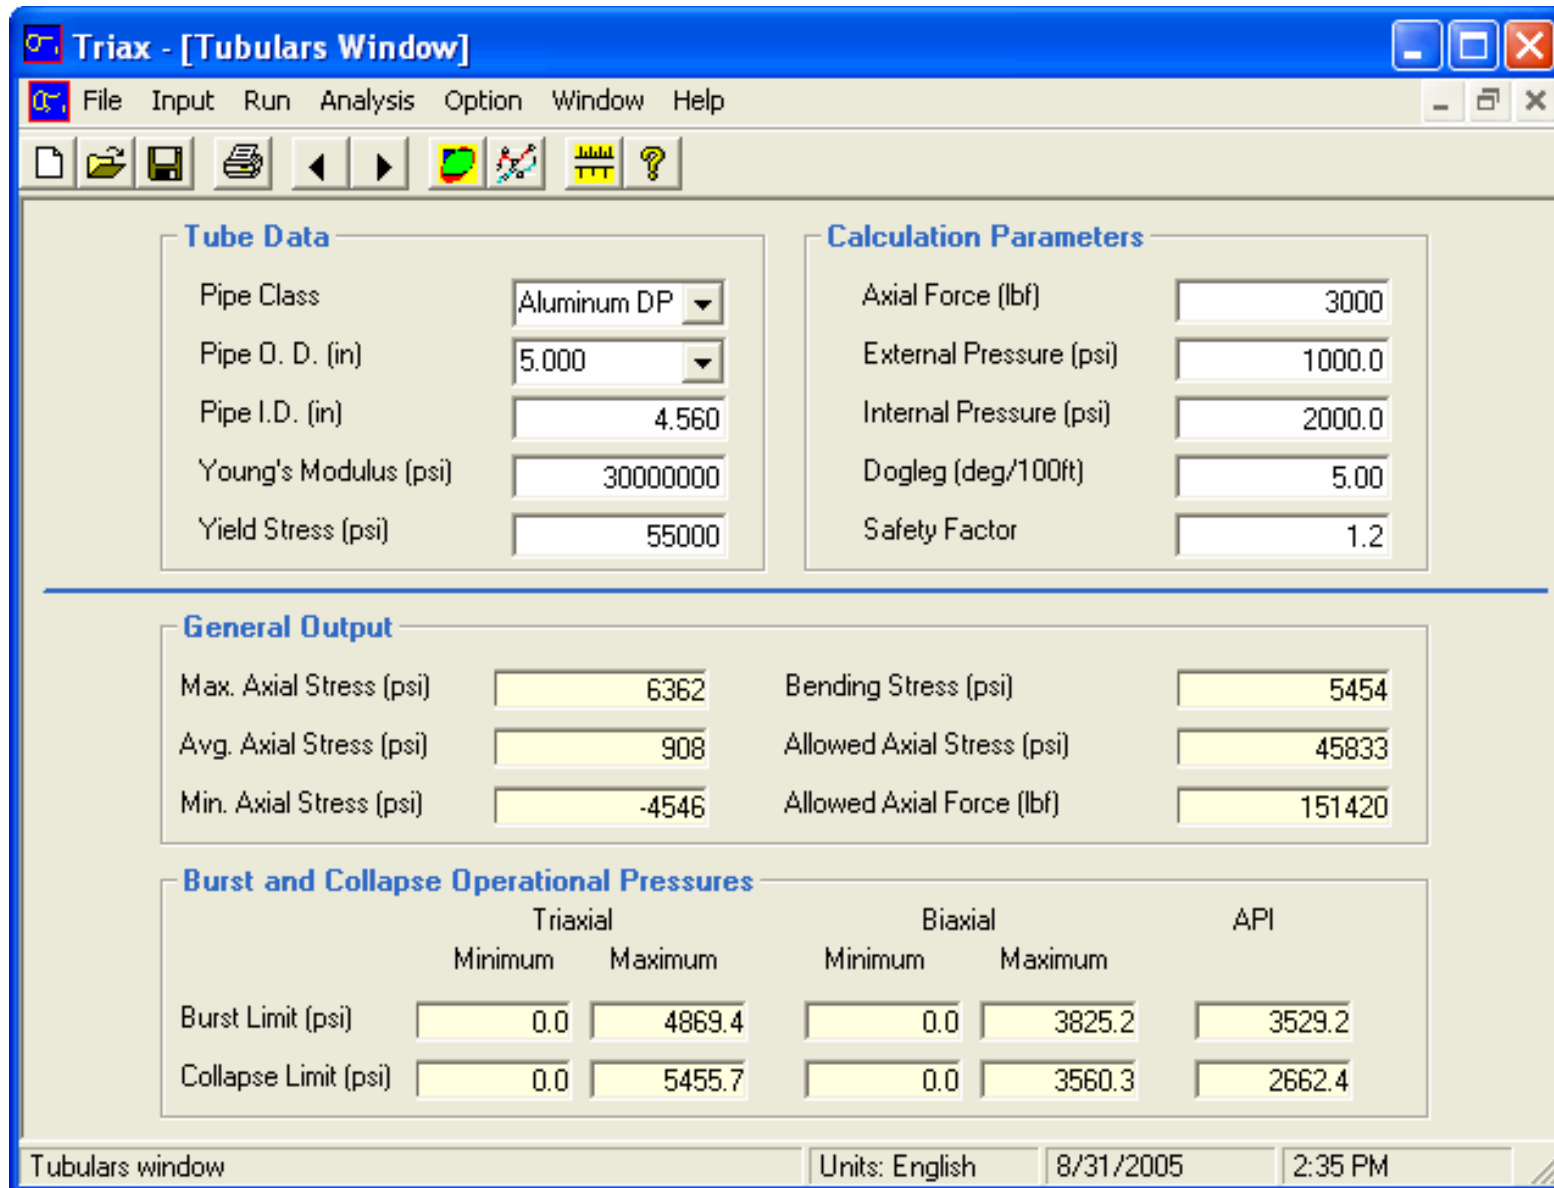 Triax - [Tubulars Window]
File Input Run Analysis Option Window Help
Tube Data
Pipe Class Aluminum DP
Pipe O. D. (in) 5.000
Pipe I.D. (in) 4.560
Young's Modulus (psi) 30000000
Yield Stress (psi) 55000
Calculation Parameters
Axial Force (lbf) 3000
External Pressure (psi) 1000.0
Internal Pressure (psi) 2000.0
Dogleg (deg/100ft) 5.00
Safety Factor 1.2
General Output
Max. Axial Stress (psi) 6362 Bending Stress (psi) 5454
Avg. Axial Stress (psi) 908 Allowed Axial Stress (psi) 45833
Min. Axial Stress (psi) -4546 Allowed Axial Force (lbf) 151420
Burst and Collapse Operational Pressures
Triaxial Biaxial API
Minimum Maximum Minimum Maximum
Burst Limit (psi) 0.0 4869.4 0.0 3825.2 3529.2
Collapse Limit (psi) 0.0 5455.7 0.0 3560.3 2662.4
Tubulars window Units: English 8/31/2005 2:35 PM